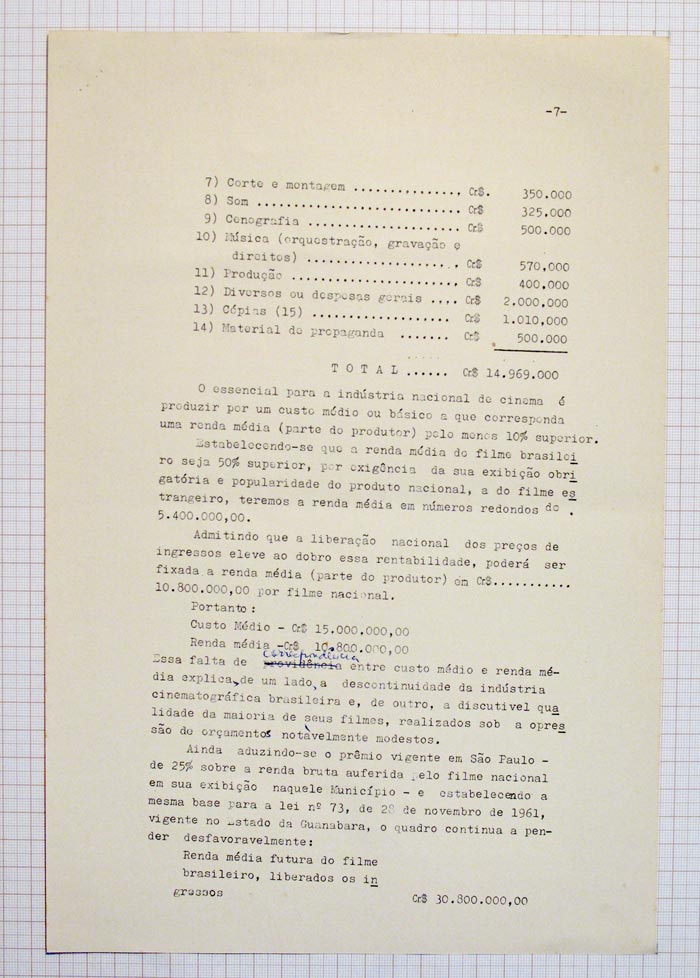 -7-
7) Corte e montagem ............... Cr$. 350.000
8) Som ............................ Cr$ 325.000
9) Cenografia ..................... Cr$ 500.000
10) Música (orquestração, gravação e
direitos) .................... . Cr$ 570,000
11) Produção ........................ Cr$ 400.000
12) Diversos ou despesas gerais .... Cr$ 2.000,000
13) Cópias (15) .................. Cr$ 1.010,000
14) Material de propaganda ....... Cr$ 500.000
T O T A L ...... Cr$ 14.969.000
O essencial para a indústria nacional de cinema é
produzir por um custo médio ou básico a que corresponda
uma renda média (parte do produtor) pelo menos 10% superior.
Estabelecendo-se que a renda média do filme brasilei
ro seja 50% superior, por exigência da sua exibição obri
gatória e popularidade do produto nacional, a do filme es
trangeiro, teremos a renda média em números redondos de .
5.400.000,00.
Admitindo que a liberação nacional dos preços de
ingressos eleve ao dobro essa rentabilidade, poderá ser
fixada a renda média (parte do produtor) em Cr$...........
10.800.000,00 por filme nacional.
Portanto:
Custo Médio - Cr$ 15.000.000,00
Renda média -Cr$ 10.800.000,00
correspondência
Essa falta de providência entre custo médio e renda mé-
dia explica, de um lado, a descontinuidade da indústria
cinematográfica brasileira e, de outro, a discutivel qua
lidade da maioria de seus filmes, realizados sob a opres
são de orçamentos notàvelmente modestos.
Ainda aduzindo-se o prêmio vigente em São Paulo -
de 25% sobre a renda bruta auferida pelo filme nacional
em sua exibição naquele Município - e estabelecendo a
mesma base para a lei nº 73, de 28 de novembro de 1961,
vigente no Estado da Guanabara, o quadro continua a pen-
der desfavoravelmente:
Renda média futura do filme
brasileiro, liberados os in
gressos Cr$ 30.800.000,00